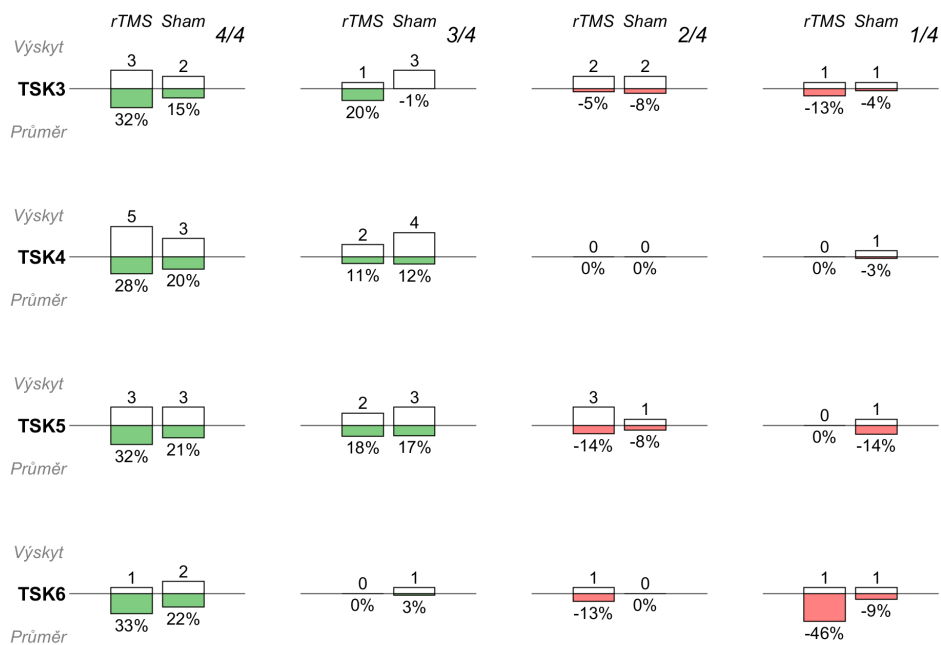 rTMS Sham 4/4 rTMS Sham 3/4 rTMS Sham 2/4 rTMS Sham 1/4
Výskyt
3 2 1 3 2 2 1 1
TSK3
32% 15% 20% -1% -5% -8% -13% -4%
Průměr
Výskyt
5 3 2 4 0 0 0 1
TSK4
28% 20% 11% 12% 0% 0% 0% -3%
Průměr
Výskyt
3 3 2 3 3 1 0 1
TSK5
32% 21% 18% 17% -14% -8% 0% -14%
Průměr
Výskyt
1 2 0 1 1 0 1 1
TSK6
33% 22% 0% 3% -13% 0% -46% -9%
Průměr